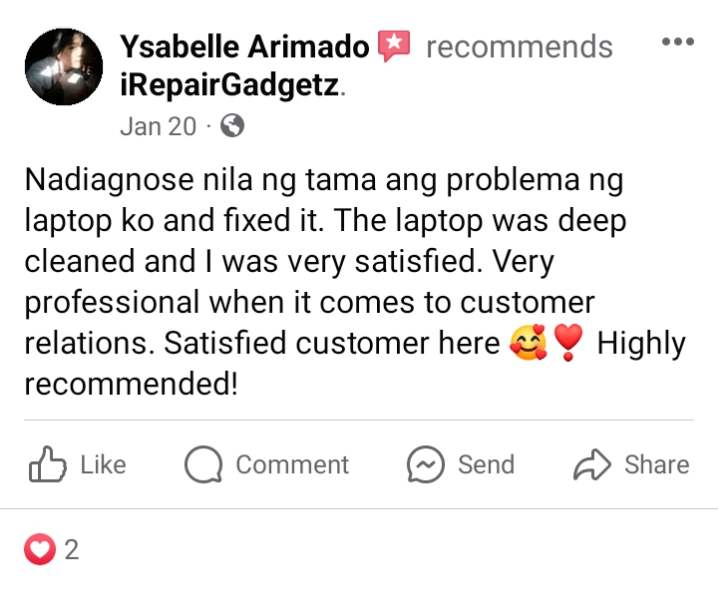 Ysabelle Arimado recommends
iRepairGadgetz.
Jan 20 ·
Nadiagnose nila ng tama ang problema ng
laptop ko and fixed it. The laptop was deep
cleaned and I was very satisfied. Very
professional when it comes to customer
relations. Satisfied customer here 🥰❣️ Highly
recommended!
Like Comment Send Share
2